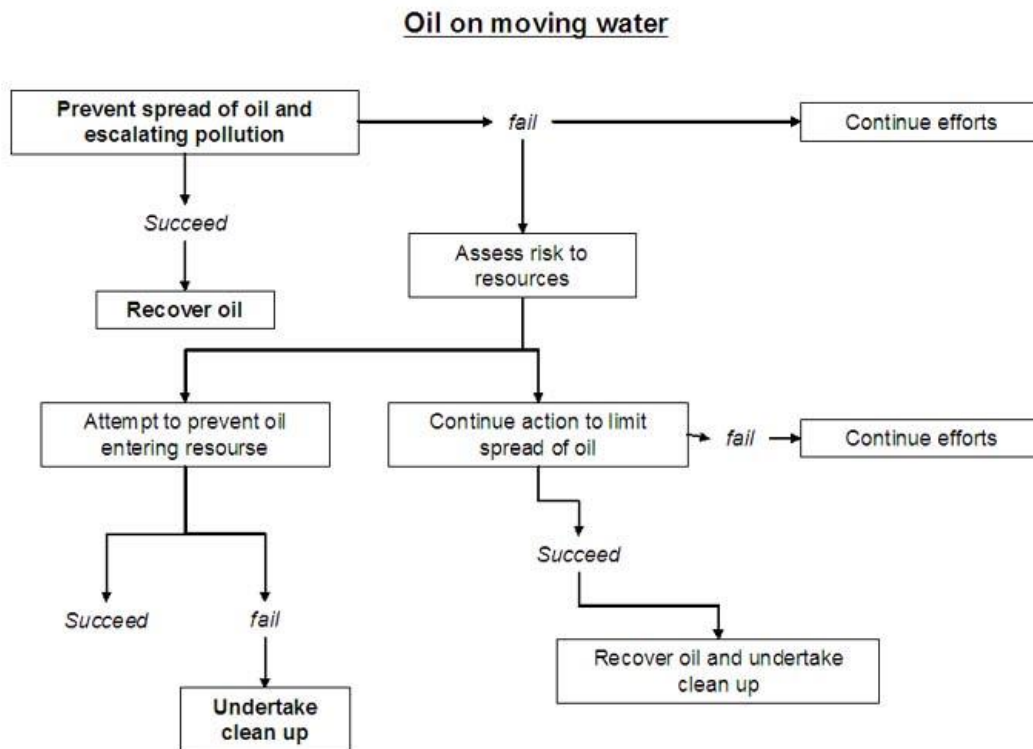 Oil on moving water
Prevent spread of oil and
escalating pollution
fail
Continue efforts
Succeed
Assess risk to
resources
Recover oil
Attempt to prevent oil
entering resourse
Continue action to limit
spread of oil
fail
Continue efforts
Succeed
Succeed
fail
Recover oil and undertake
clean up
Undertake
clean up